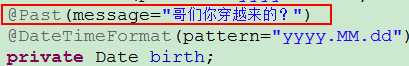 @Past(message="哥们你穿越来的？")
@DateTimeFormat(pattern="yyyy.MM.dd")
private Date birth;